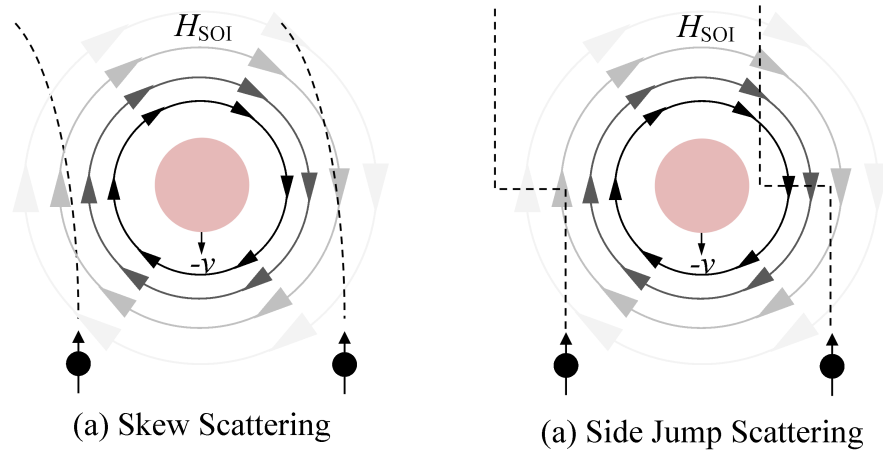 H_SOI
-v
(a) Skew Scattering
H_SOI
-v
(a) Side Jump Scattering